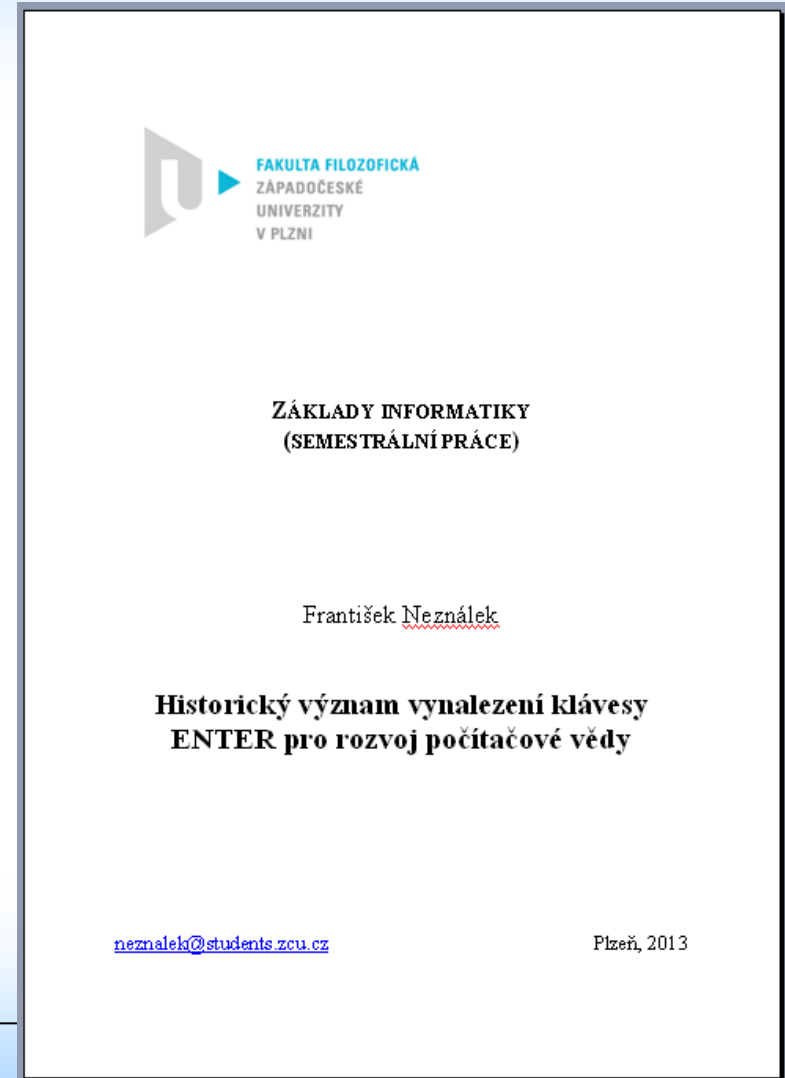 FAKULTA FILOZOFICKÁ
ZÁPADOČESKÉ
UNIVERZITY
V PLZNI
ZÁKLADY INFORMATIKY
(SEMESTRÁLNÍ PRÁCE)
František Neználek
Historický význam vynalezení klávesy
ENTER pro rozvoj počítačové vědy
neznalek@students.zcu.cz Plzeň, 2013